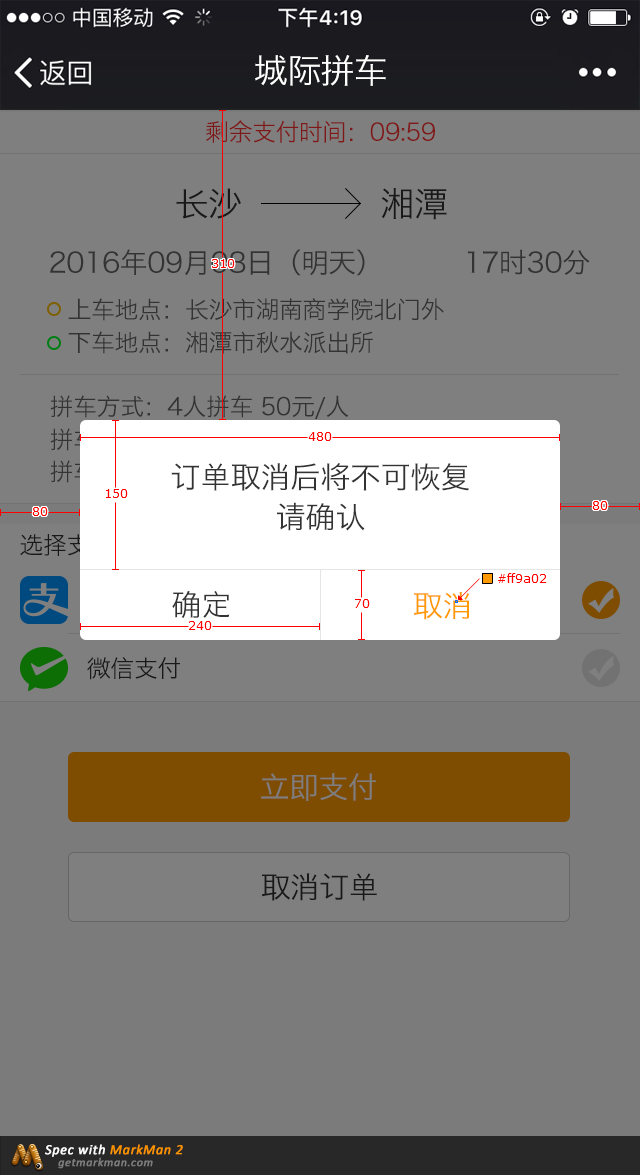 中国移动 下午4:19
返回 城际拼车
剩余支付时间：09:59
长沙 湘潭
2016年09月03日（明天） 17时30分
310
上车地点：长沙市湖南商学院北门外
下车地点：湘潭市秋水派出所
拼车方式：4人拼车 50元/人
480
拼
订单取消后将不可恢复
拼
150
80
80
请确认
选择支
#ff9a02
确定 70 取消
240
微信支付
立即支付
取消订单
Spec with MarkMan 2
getmarkman.com